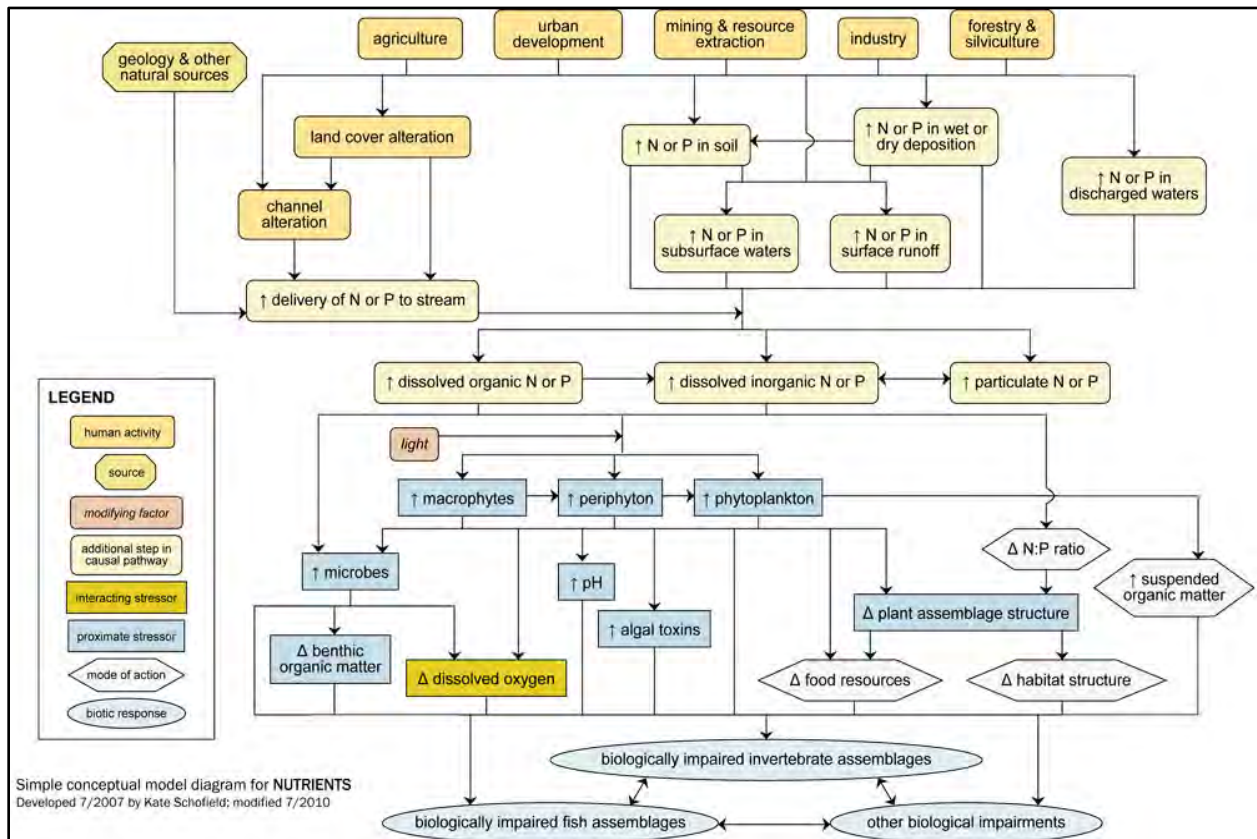 agriculture
urban
development
mining & resource
extraction
industry
forestry &
silviculture
geology & other
natural sources
land cover alteration
↑ N or P in soil
↑ N or P in wet or
dry deposition
↑ N or P in
discharged waters
channel
alteration
↑ N or P in
subsurface waters
↑ N or P in
surface runoff
↑ delivery of N or P to stream
↑ dissolved organic N or P
↑ dissolved inorganic N or P
↑ particulate N or P
LEGEND
human activity
source
modifying factor
additional step in
causal pathway
interacting stressor
proximate stressor
mode of action
biotic response
light
↑ macrophytes
↑ periphyton
↑ phytoplankton
Δ N:P ratio
↑ suspended
organic matter
↑ microbes
↑ pH
↑ algal toxins
Δ plant assemblage structure
Δ benthic
organic matter
Δ dissolved oxygen
Δ food resources
Δ habitat structure
biologically impaired invertebrate assemblages
biologically impaired fish assemblages
other biological impairments
Simple conceptual model diagram for NUTRIENTS
Developed 7/2007 by Kate Schofield; modified 7/2010